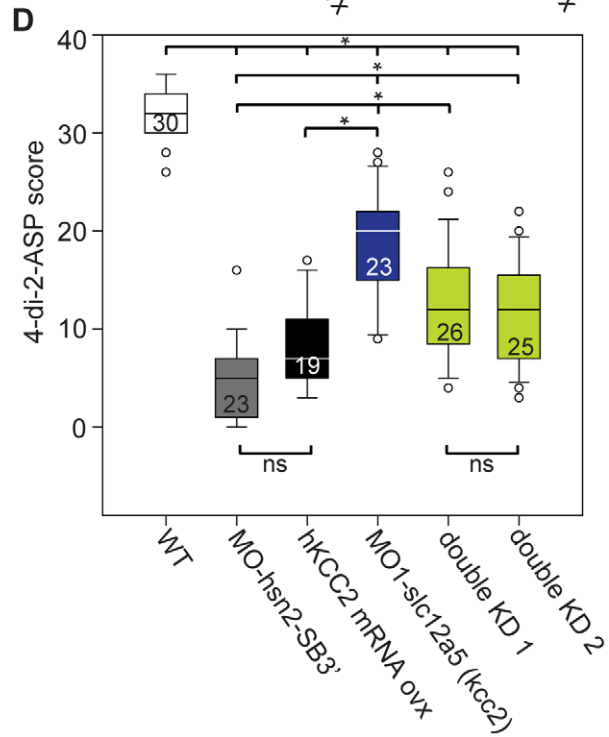 ≠ ≠
D
40
*
*
*
*
30
30
20
23
10
26
25
19
23
0
ns ns
4-di-2-ASP score
WT
MO-hsn2-SB3’
hKCC2 mRNA ovx
MO1-slc12a5 (kcc2)
double KD 1
double KD 2